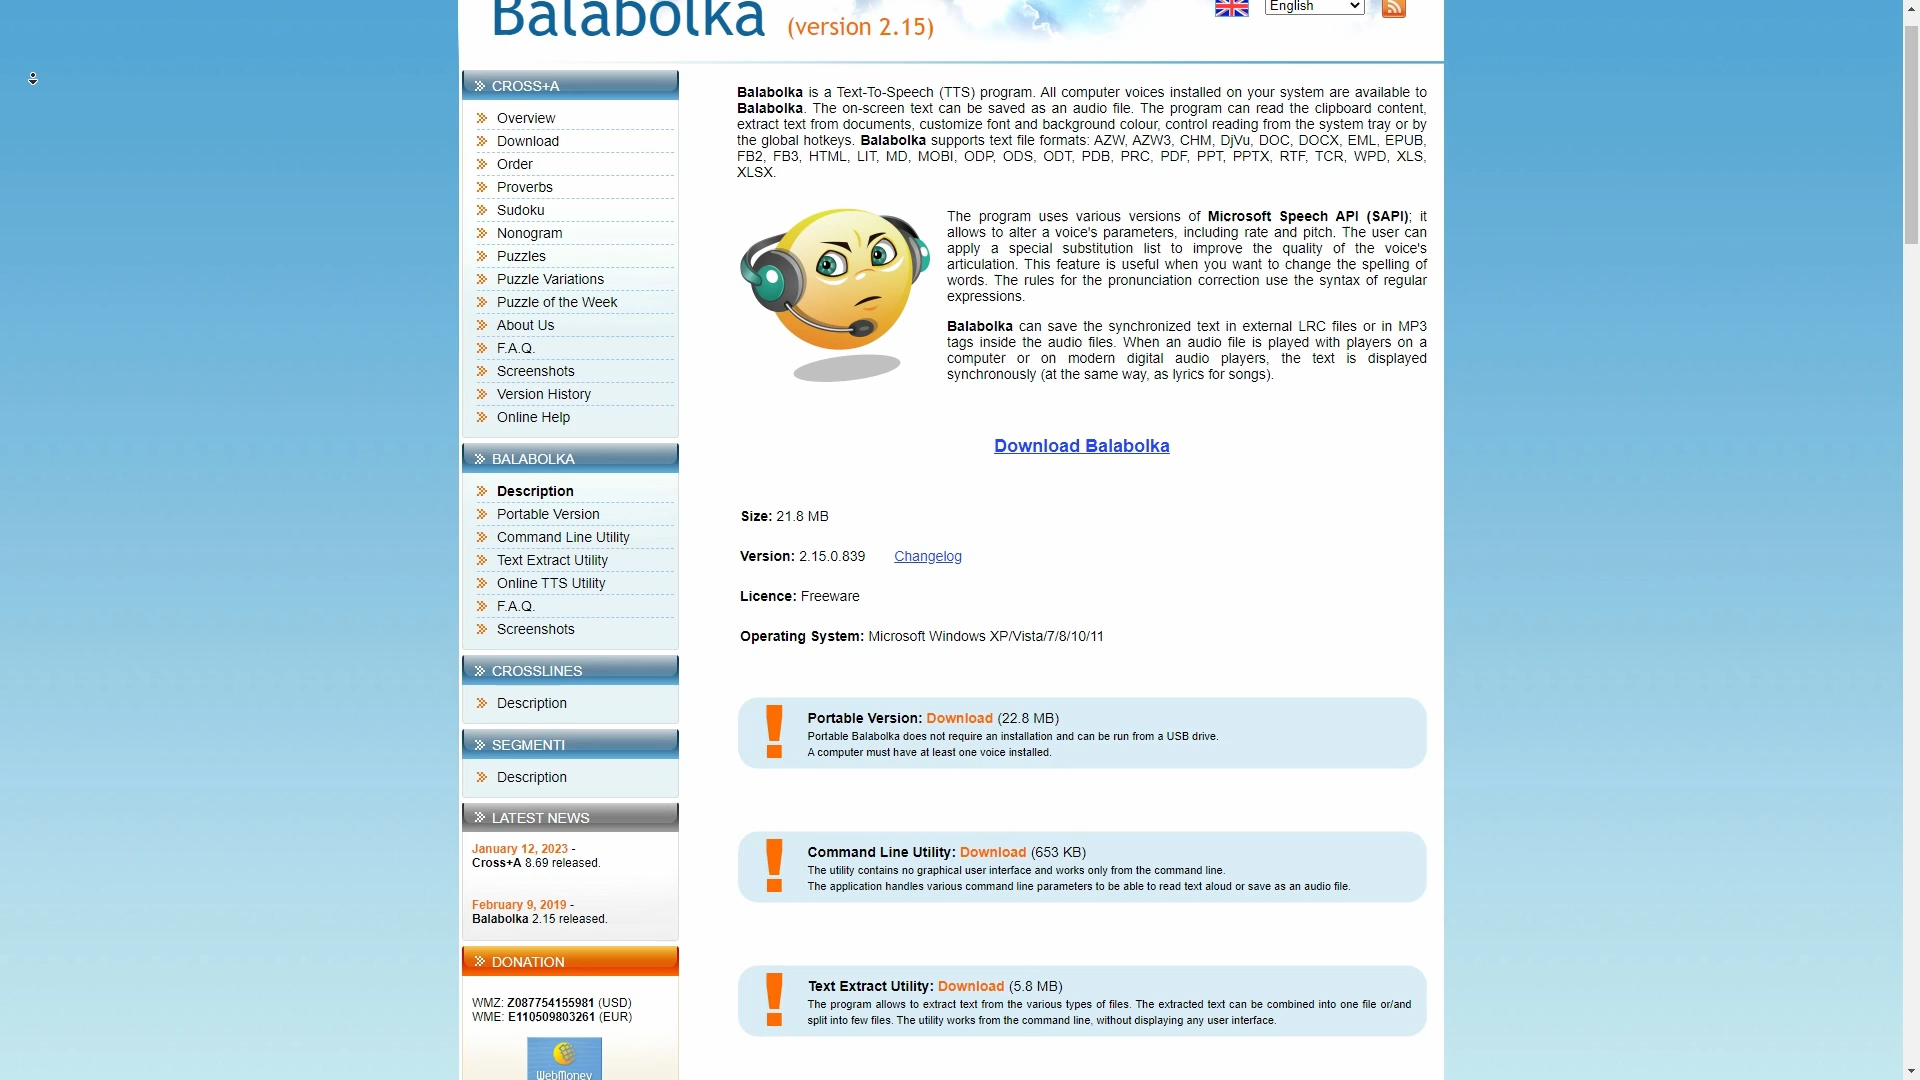 Balabolka (version 2.15)
English
CROSS+A
Overview
Download
Order
Proverbs
Sudoku
Nonogram
Puzzles
Puzzle Variations
Puzzle of the Week
About Us
F.A.Q.
Screenshots
Version History
Online Help
BALABOLKA
Description
Portable Version
Command Line Utility
Text Extract Utility
Online TTS Utility
F.A.Q.
Screenshots
CROSSLINES
Description
SEGMENTI
Description
LATEST NEWS
January 12, 2023 -
Cross+A 8.69 released.
February 9, 2019 -
Balabolka 2.15 released.
DONATION
WMZ: Z087754155981 (USD)
WME: E110509803261 (EUR)
WebMoney
Balabolka is a Text-To-Speech (TTS) program. All computer voices installed on your system are available to
Balabolka. The on-screen text can be saved as an audio file. The program can read the clipboard content,
extract text from documents, customize font and background colour, control reading from the system tray or by
the global hotkeys. Balabolka supports text file formats: AZW, AZW3, CHM, DjVu, DOC, DOCX, EML, EPUB,
FB2, FB3, HTML, LIT, MD, MOBI, ODP, ODS, ODT, PDB, PRC, PDF, PPT, PPTX, RTF, TCR, WPD, XLS,
XLSX.
The program uses various versions of Microsoft Speech API (SAPI); it
allows to alter a voice's parameters, including rate and pitch. The user can
apply a special substitution list to improve the quality of the voice's
articulation. This feature is useful when you want to change the spelling of
words. The rules for the pronunciation correction use the syntax of regular
expressions.
Balabolka can save the synchronized text in external LRC files or in MP3
tags inside the audio files. When an audio file is played with players on a
computer or on modern digital audio players, the text is displayed
synchronously (at the same way, as lyrics for songs).
Download Balabolka
Size: 21.8 MB
Version: 2.15.0.839 Changelog
Licence: Freeware
Operating System: Microsoft Windows XP/Vista/7/8/10/11
Portable Version: Download (22.8 MB)
Portable Balabolka does not require an installation and can be run from a USB drive.
A computer must have at least one voice installed.
Command Line Utility: Download (653 KB)
The utility contains no graphical user interface and works only from the command line.
The application handles various command line parameters to be able to read text aloud or save as an audio file.
Text Extract Utility: Download (5.8 MB)
The program allows to extract text from the various types of files. The extracted text can be combined into one file or/and
split into few files. The utility works from the command line, without displaying any user interface.